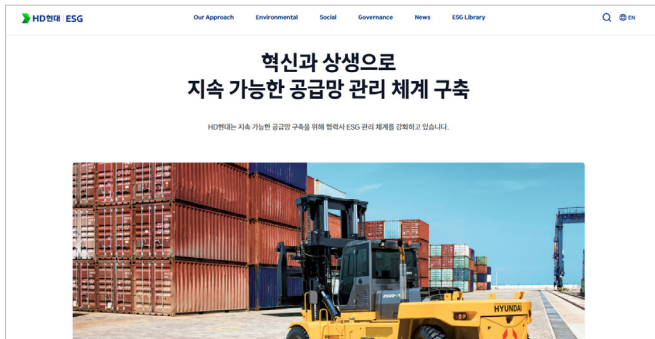 HD현대 ESG
Our Approach Environmental Social Governance News ESG Library
EN
혁신과 상생으로
지속 가능한 공급망 관리 체계 구축
HD현대는 지속 가능한 공급망 구축을 위해 협력사 ESG 관리 체계를 강화하고 있습니다.
HYUNDAI